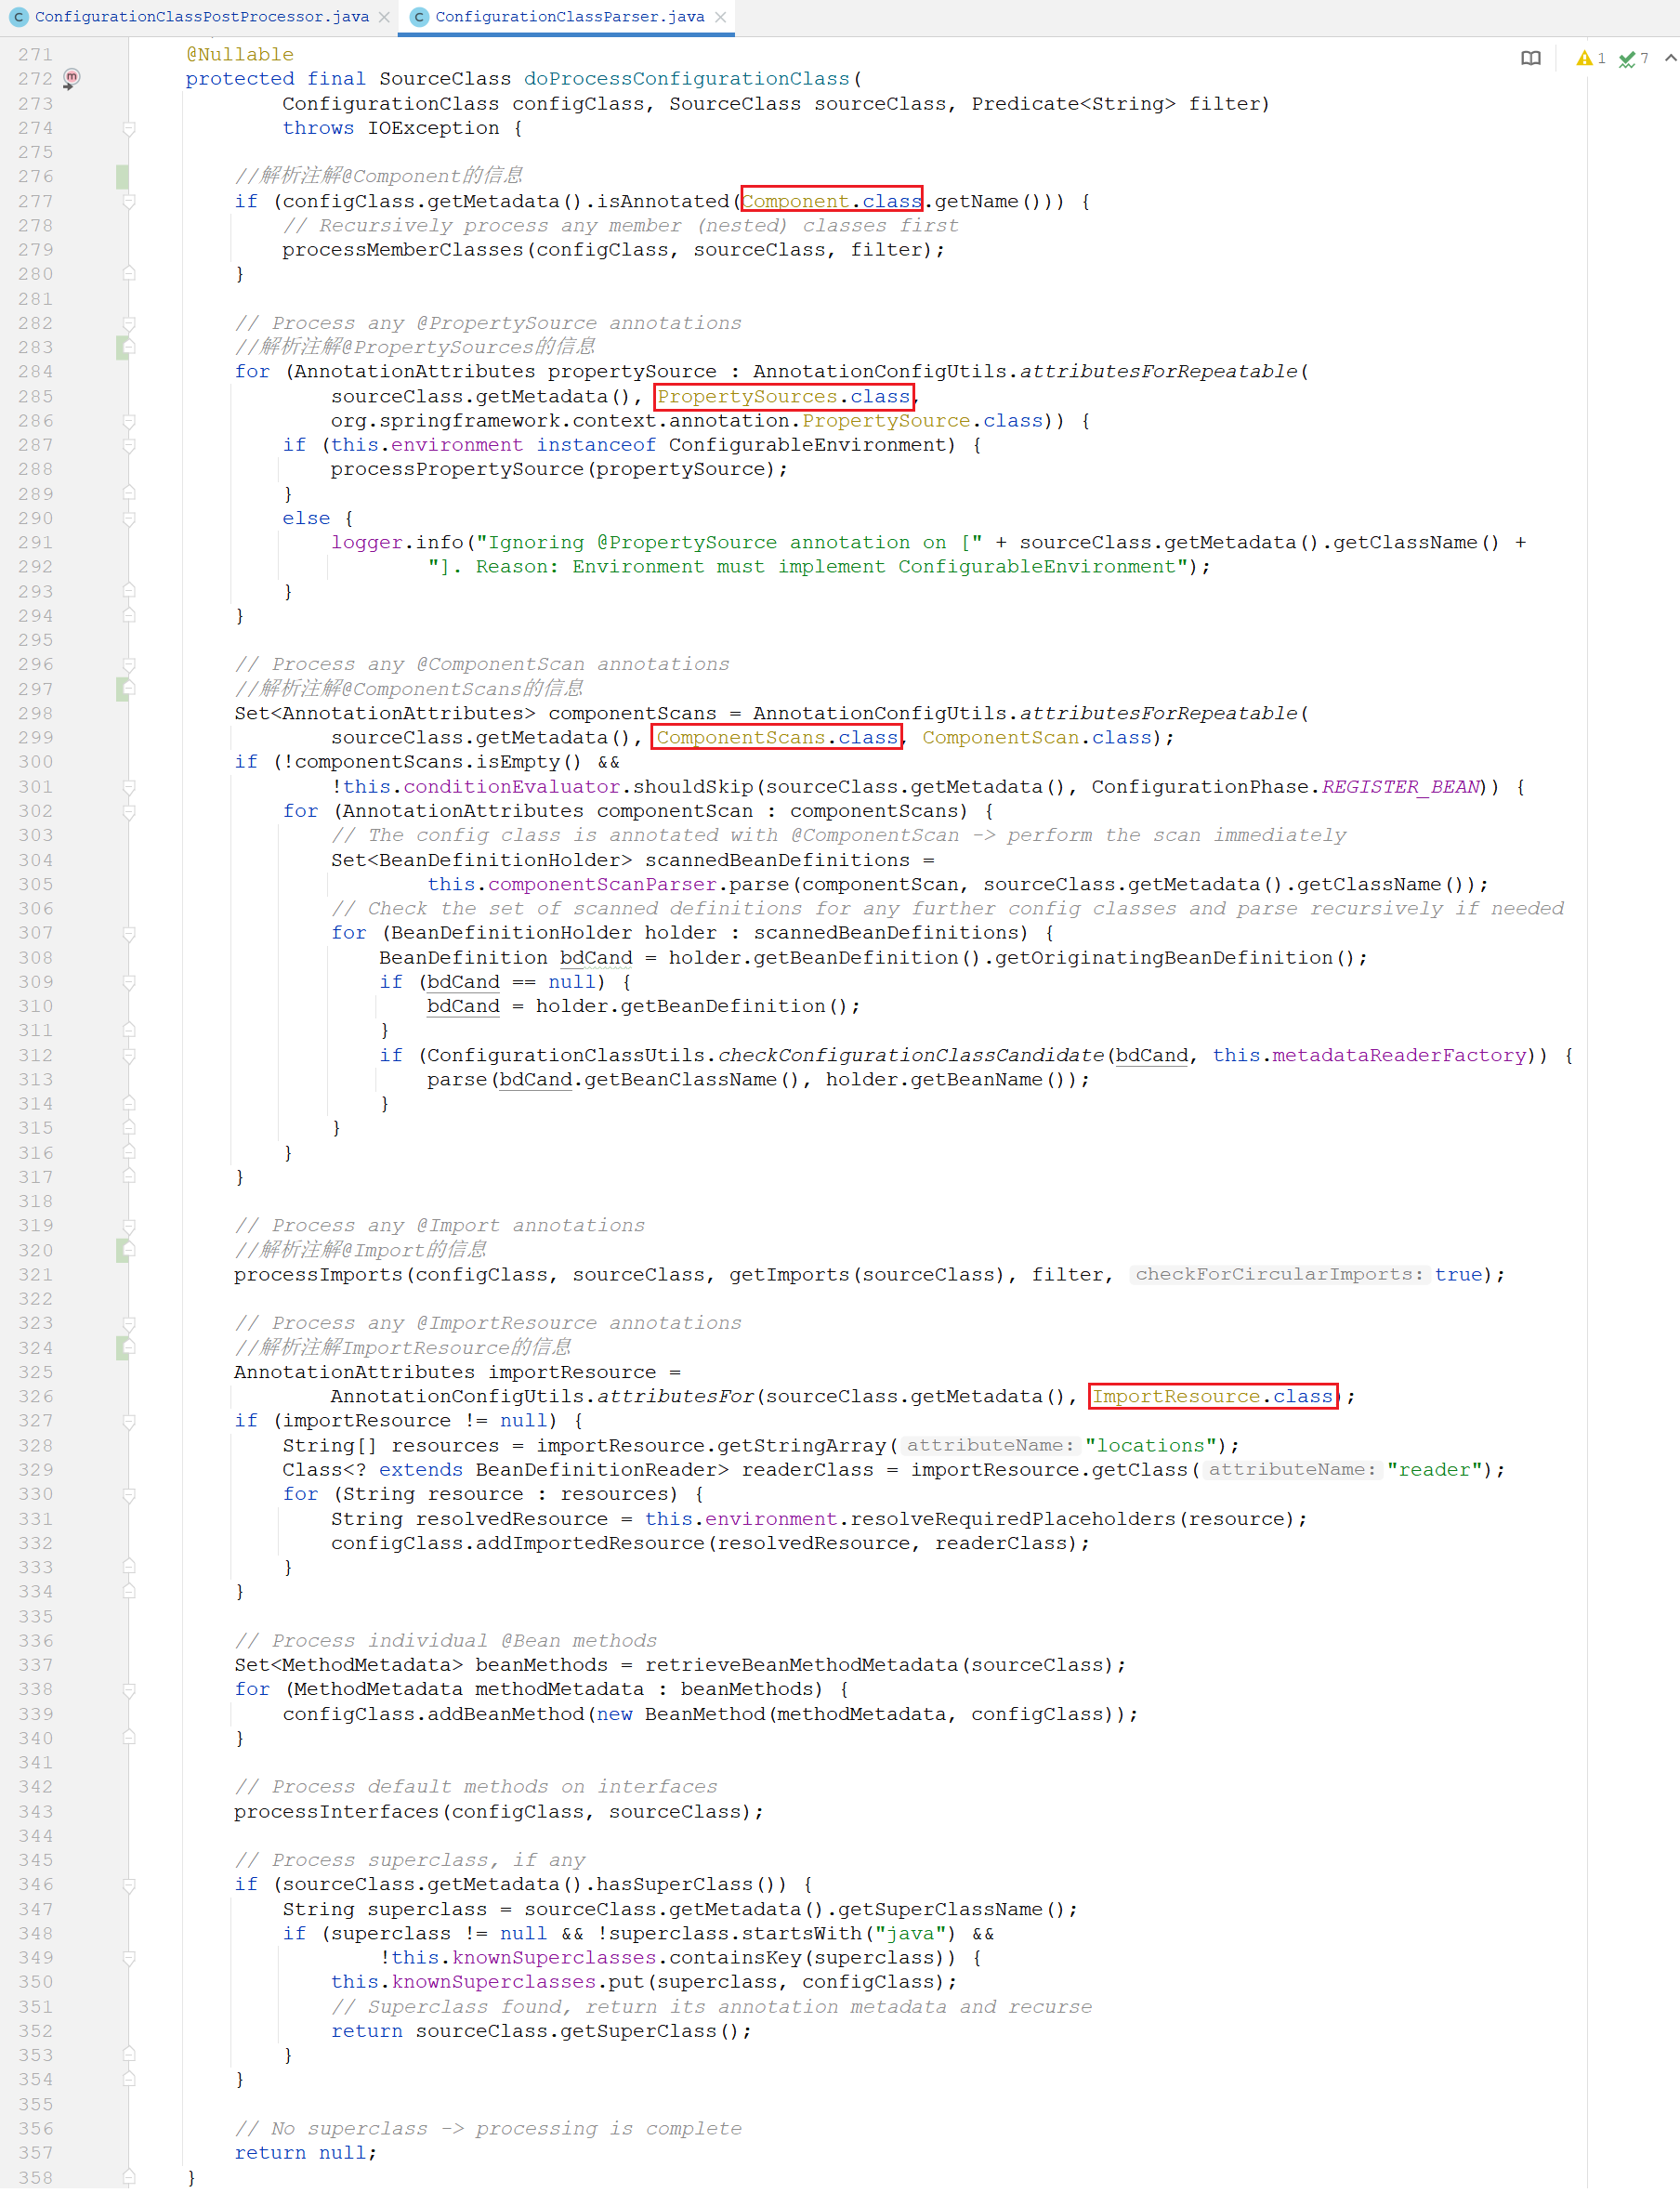 ConfigurationClassPostProcessor.java ConfigurationClassParser.java
1 7
271 @Nullable
272 protected final SourceClass doProcessConfigurationClass(
273 ConfigurationClass configClass, SourceClass sourceClass, Predicate<String> filter)
274 throws IOException {
275
276 //解析注解@Component的信息
277 if (configClass.getMetadata().isAnnotated(Component.class.getName())) {
278 // Recursively process any member (nested) classes first
279 processMemberClasses(configClass, sourceClass, filter);
280 }
281
282 // Process any @PropertySource annotations
283 //解析注解@PropertySources的信息
284 for (AnnotationAttributes propertySource : AnnotationConfigUtils.attributesForRepeatable(
285 sourceClass.getMetadata(), PropertySources.class,
286 org.springframework.context.annotation.PropertySource.class)) {
287 if (this.environment instanceof ConfigurableEnvironment) {
288 processPropertySource(propertySource);
289 }
290 else {
291 logger.info("Ignoring @PropertySource annotation on [" + sourceClass.getMetadata().getClassName() +
292 "]. Reason: Environment must implement ConfigurableEnvironment");
293 }
294 }
295
296 // Process any @ComponentScan annotations
297 //解析注解@ComponentScans的信息
298 Set<AnnotationAttributes> componentScans = AnnotationConfigUtils.attributesForRepeatable(
299 sourceClass.getMetadata(), ComponentScans.class, ComponentScan.class);
300 if (!componentScans.isEmpty() &&
301 !this.conditionEvaluator.shouldSkip(sourceClass.getMetadata(), ConfigurationPhase.REGISTER_BEAN)) {
302 for (AnnotationAttributes componentScan : componentScans) {
303 // The config class is annotated with @ComponentScan -> perform the scan immediately
304 Set<BeanDefinitionHolder> scannedBeanDefinitions =
305 this.componentScanParser.parse(componentScan, sourceClass.getMetadata().getClassName());
306 // Check the set of scanned definitions for any further config classes and parse recursively if needed
307 for (BeanDefinitionHolder holder : scannedBeanDefinitions) {
308 BeanDefinition bdCand = holder.getBeanDefinition().getOriginatingBeanDefinition();
309 if (bdCand == null) {
310 bdCand = holder.getBeanDefinition();
311 }
312 if (ConfigurationClassUtils.checkConfigurationClassCandidate(bdCand, this.metadataReaderFactory)) {
313 parse(bdCand.getBeanClassName(), holder.getBeanName());
314 }
315 }
316 }
317 }
318
319 // Process any @Import annotations
320 //解析注解@Import的信息
321 processImports(configClass, sourceClass, getImports(sourceClass), filter, checkForCircularImports: true);
322
323 // Process any @ImportResource annotations
324 //解析注解ImportResource的信息
325 AnnotationAttributes importResource =
326 AnnotationConfigUtils.attributesFor(sourceClass.getMetadata(), ImportResource.class);
327 if (importResource != null) {
328 String[] resources = importResource.getStringArray( attributeName: "locations");
329 Class<? extends BeanDefinitionReader> readerClass = importResource.getClass( attributeName: "reader");
330 for (String resource : resources) {
331 String resolvedResource = this.environment.resolveRequiredPlaceholders(resource);
332 configClass.addImportedResource(resolvedResource, readerClass);
333 }
334 }
335
336 // Process individual @Bean methods
337 Set<MethodMetadata> beanMethods = retrieveBeanMethodMetadata(sourceClass);
338 for (MethodMetadata methodMetadata : beanMethods) {
339 configClass.addBeanMethod(new BeanMethod(methodMetadata, configClass));
340 }
341
342 // Process default methods on interfaces
343 processInterfaces(configClass, sourceClass);
344
345 // Process superclass, if any
346 if (sourceClass.getMetadata().hasSuperClass()) {
347 String superclass = sourceClass.getMetadata().getSuperClassName();
348 if (superclass != null && !superclass.startsWith("java") &&
349 !this.knownSuperclasses.containsKey(superclass)) {
350 this.knownSuperclasses.put(superclass, configClass);
351 // Superclass found, return its annotation metadata and recurse
352 return sourceClass.getSuperClass();
353 }
354 }
355
356 // No superclass -> processing is complete
357 return null;
358 }